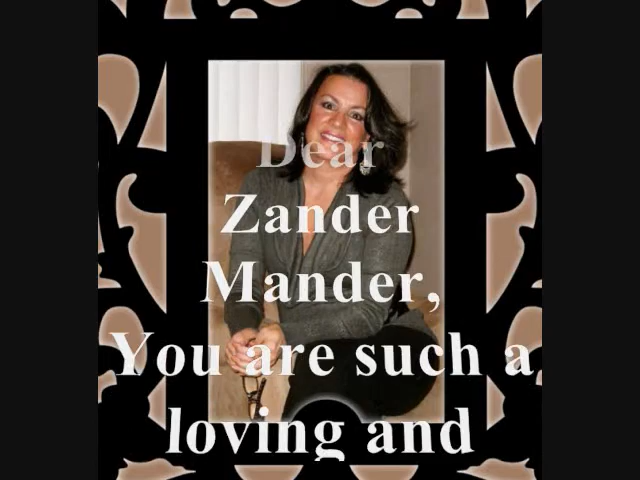 Dear
Zander
Mander,
You are such a
loving and